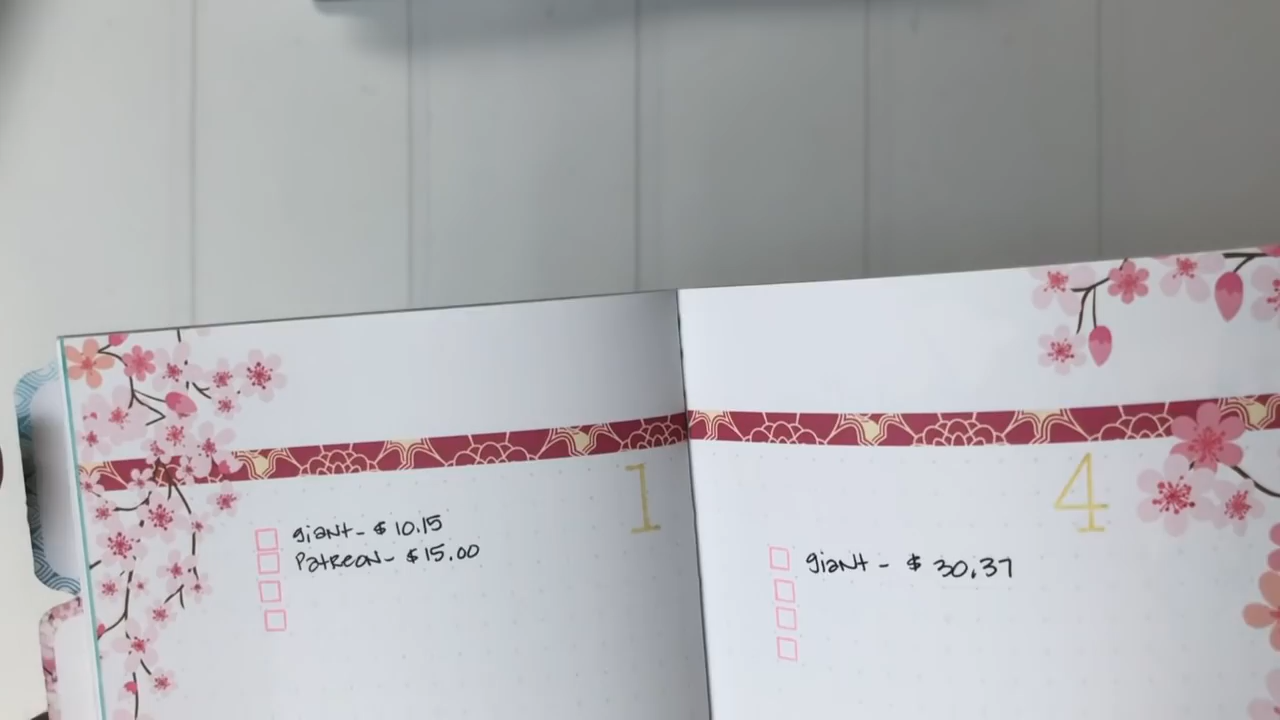 1
giant - $ 10.15
Patreon - $ 15.00
4
giant - $ 30.37